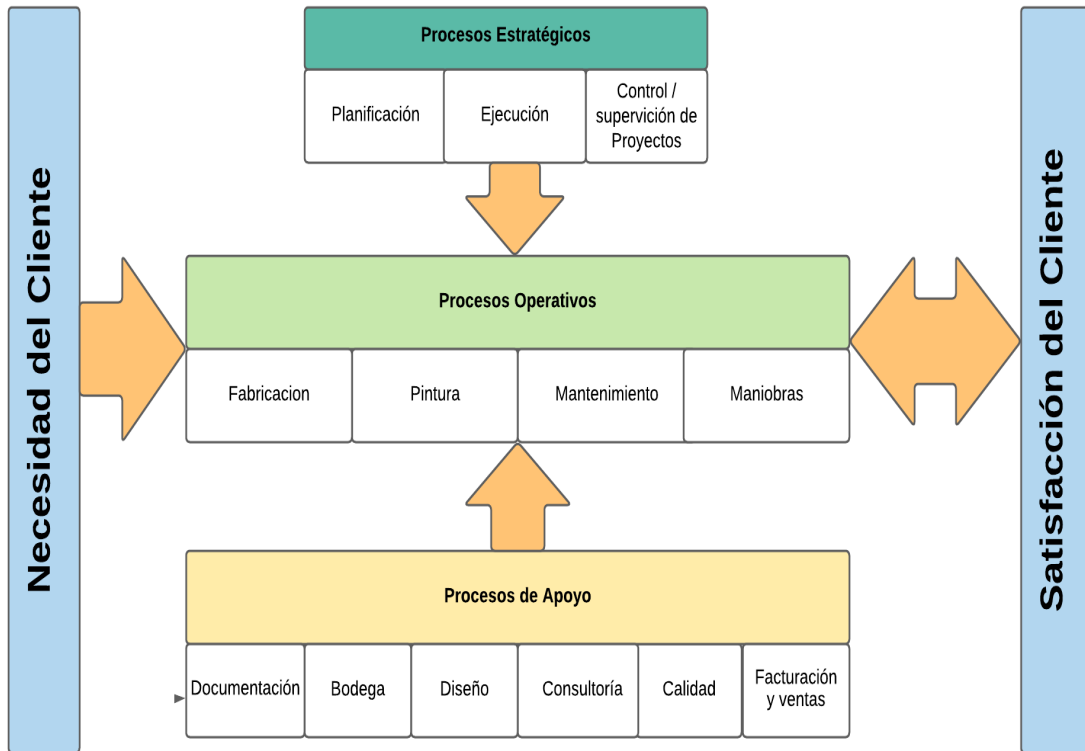 Procesos Estratégicos
Planificación
Ejecución
Control /
supervición de
Proyectos
Necesidad del Cliente
Procesos Operativos
Fabricacion
Pintura
Mantenimiento
Maniobras
Satisfacción del Cliente
Procesos de Apoyo
Documentación
Bodega
Diseño
Consultoría
Calidad
Facturación
y ventas